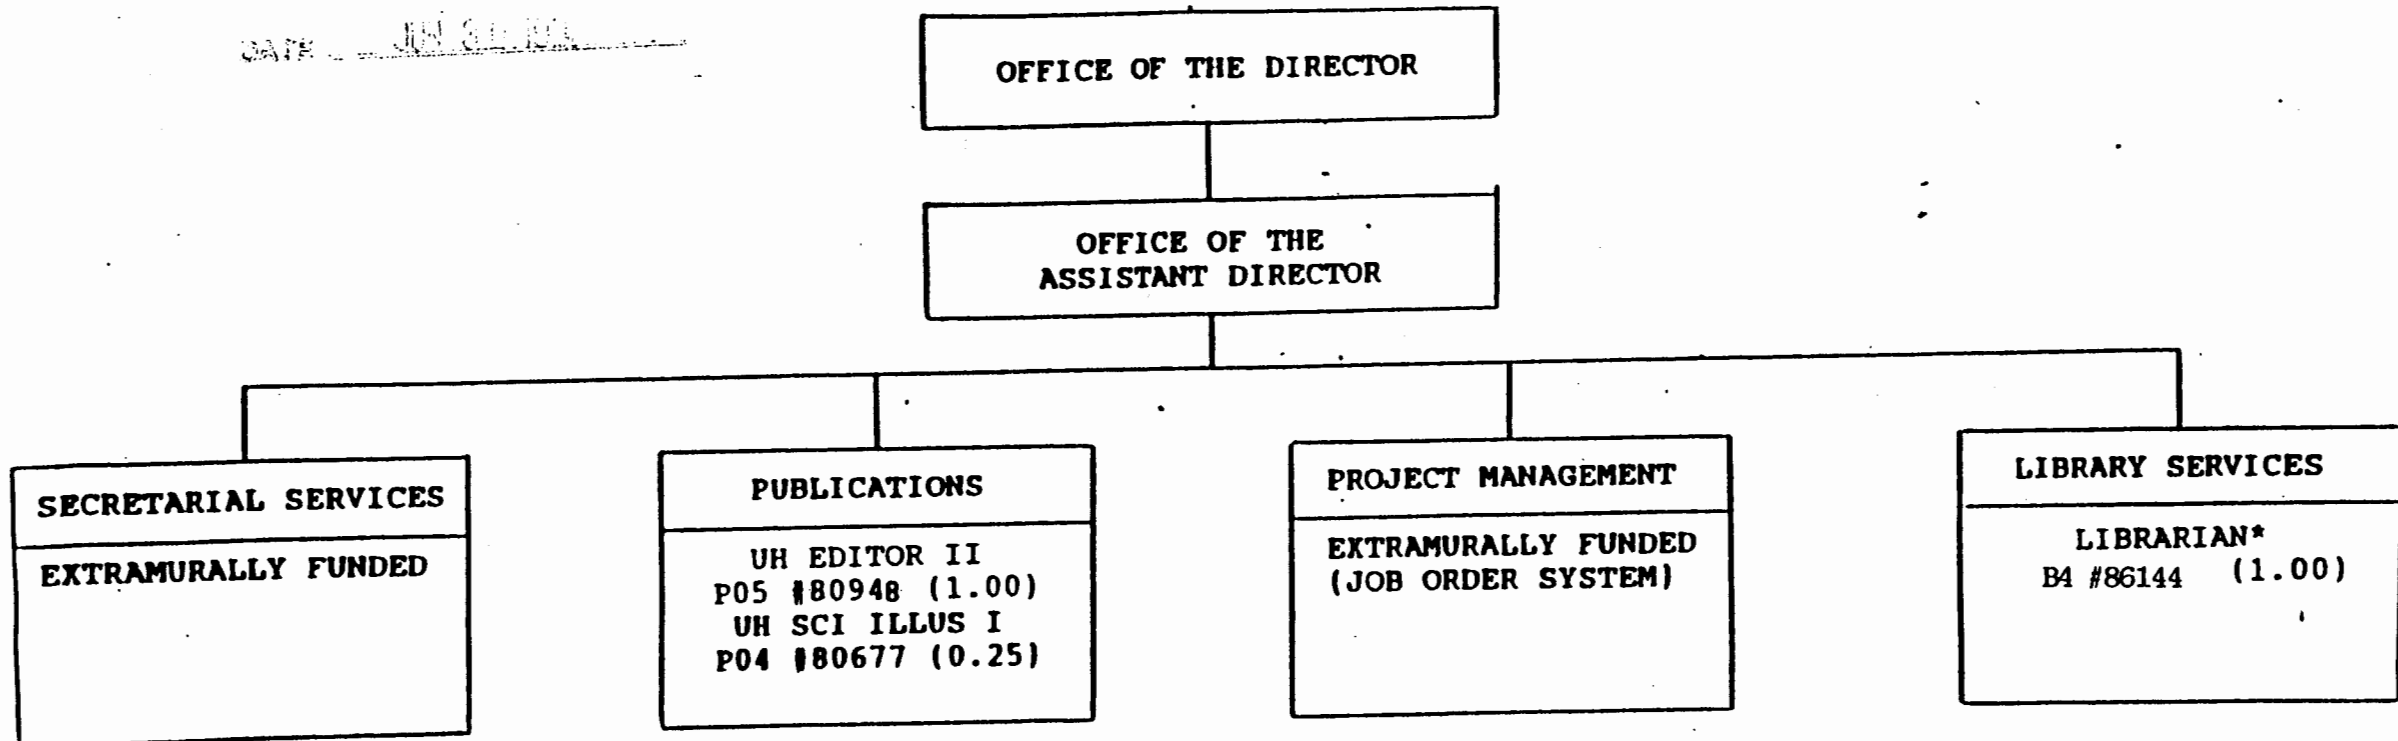 DATE
OFFICE OF THE DIRECTOR
OFFICE OF THE
ASSISTANT DIRECTOR
SECRETARIAL SERVICES
EXTRAMURALLY FUNDED
PUBLICATIONS
UH EDITOR II
P05 #80948 (1.00)
UH SCI ILLUS I
P04 #80677 (0.25)
PROJECT MANAGEMENT
EXTRAMURALLY FUNDED
(JOB ORDER SYSTEM)
LIBRARY SERVICES
LIBRARIAN*
B4 #86144 (1.00)